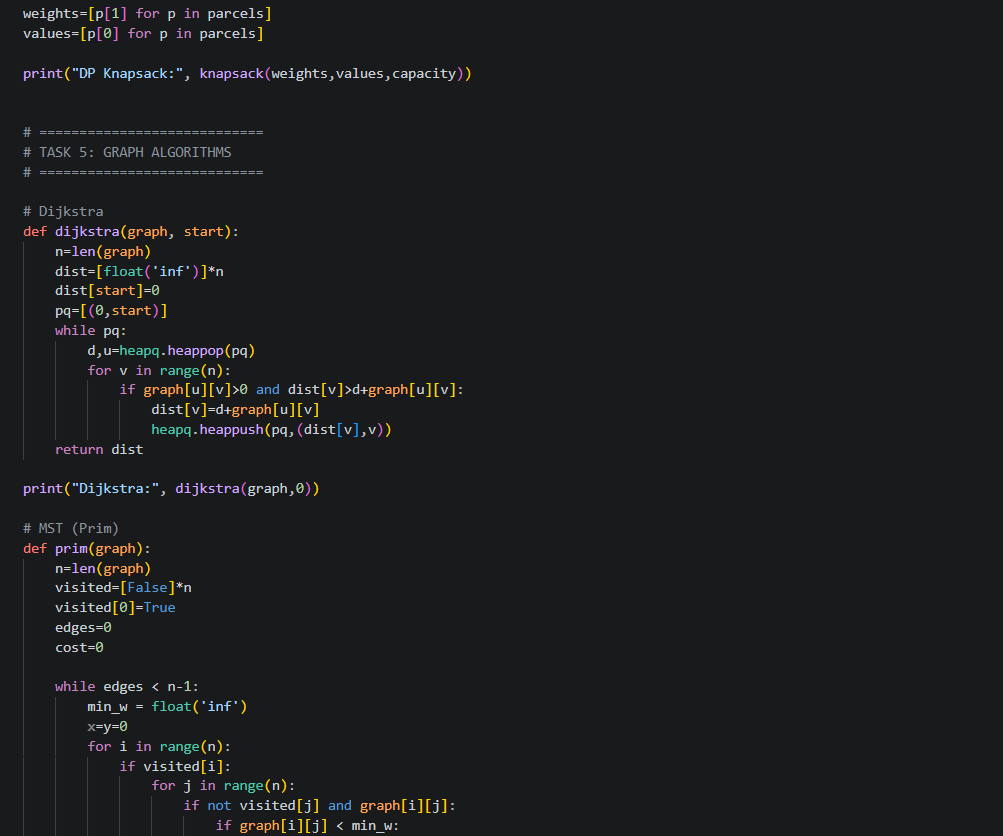 weights=[p[1] for p in parcels]
values=[p[0] for p in parcels]

print("DP Knapsack:", knapsack(weights,values,capacity))


# ============================
# TASK 5: GRAPH ALGORITHMS
# ============================

# Dijkstra
def dijkstra(graph, start):
    n=len(graph)
    dist=[float('inf')]*n
    dist[start]=0
    pq=[(0,start)]
    while pq:
        d,u=heapq.heappop(pq)
        for v in range(n):
            if graph[u][v]>0 and dist[v]>d+graph[u][v]:
                dist[v]=d+graph[u][v]
                heapq.heappush(pq,(dist[v],v))
    return dist

print("Dijkstra:", dijkstra(graph,0))

# MST (Prim)
def prim(graph):
    n=len(graph)
    visited=[False]*n
    visited[0]=True
    edges=0
    cost=0

    while edges < n-1:
        min_w = float('inf')
        x=y=0
        for i in range(n):
            if visited[i]:
                for j in range(n):
                    if not visited[j] and graph[i][j]:
                        if graph[i][j] < min_w: